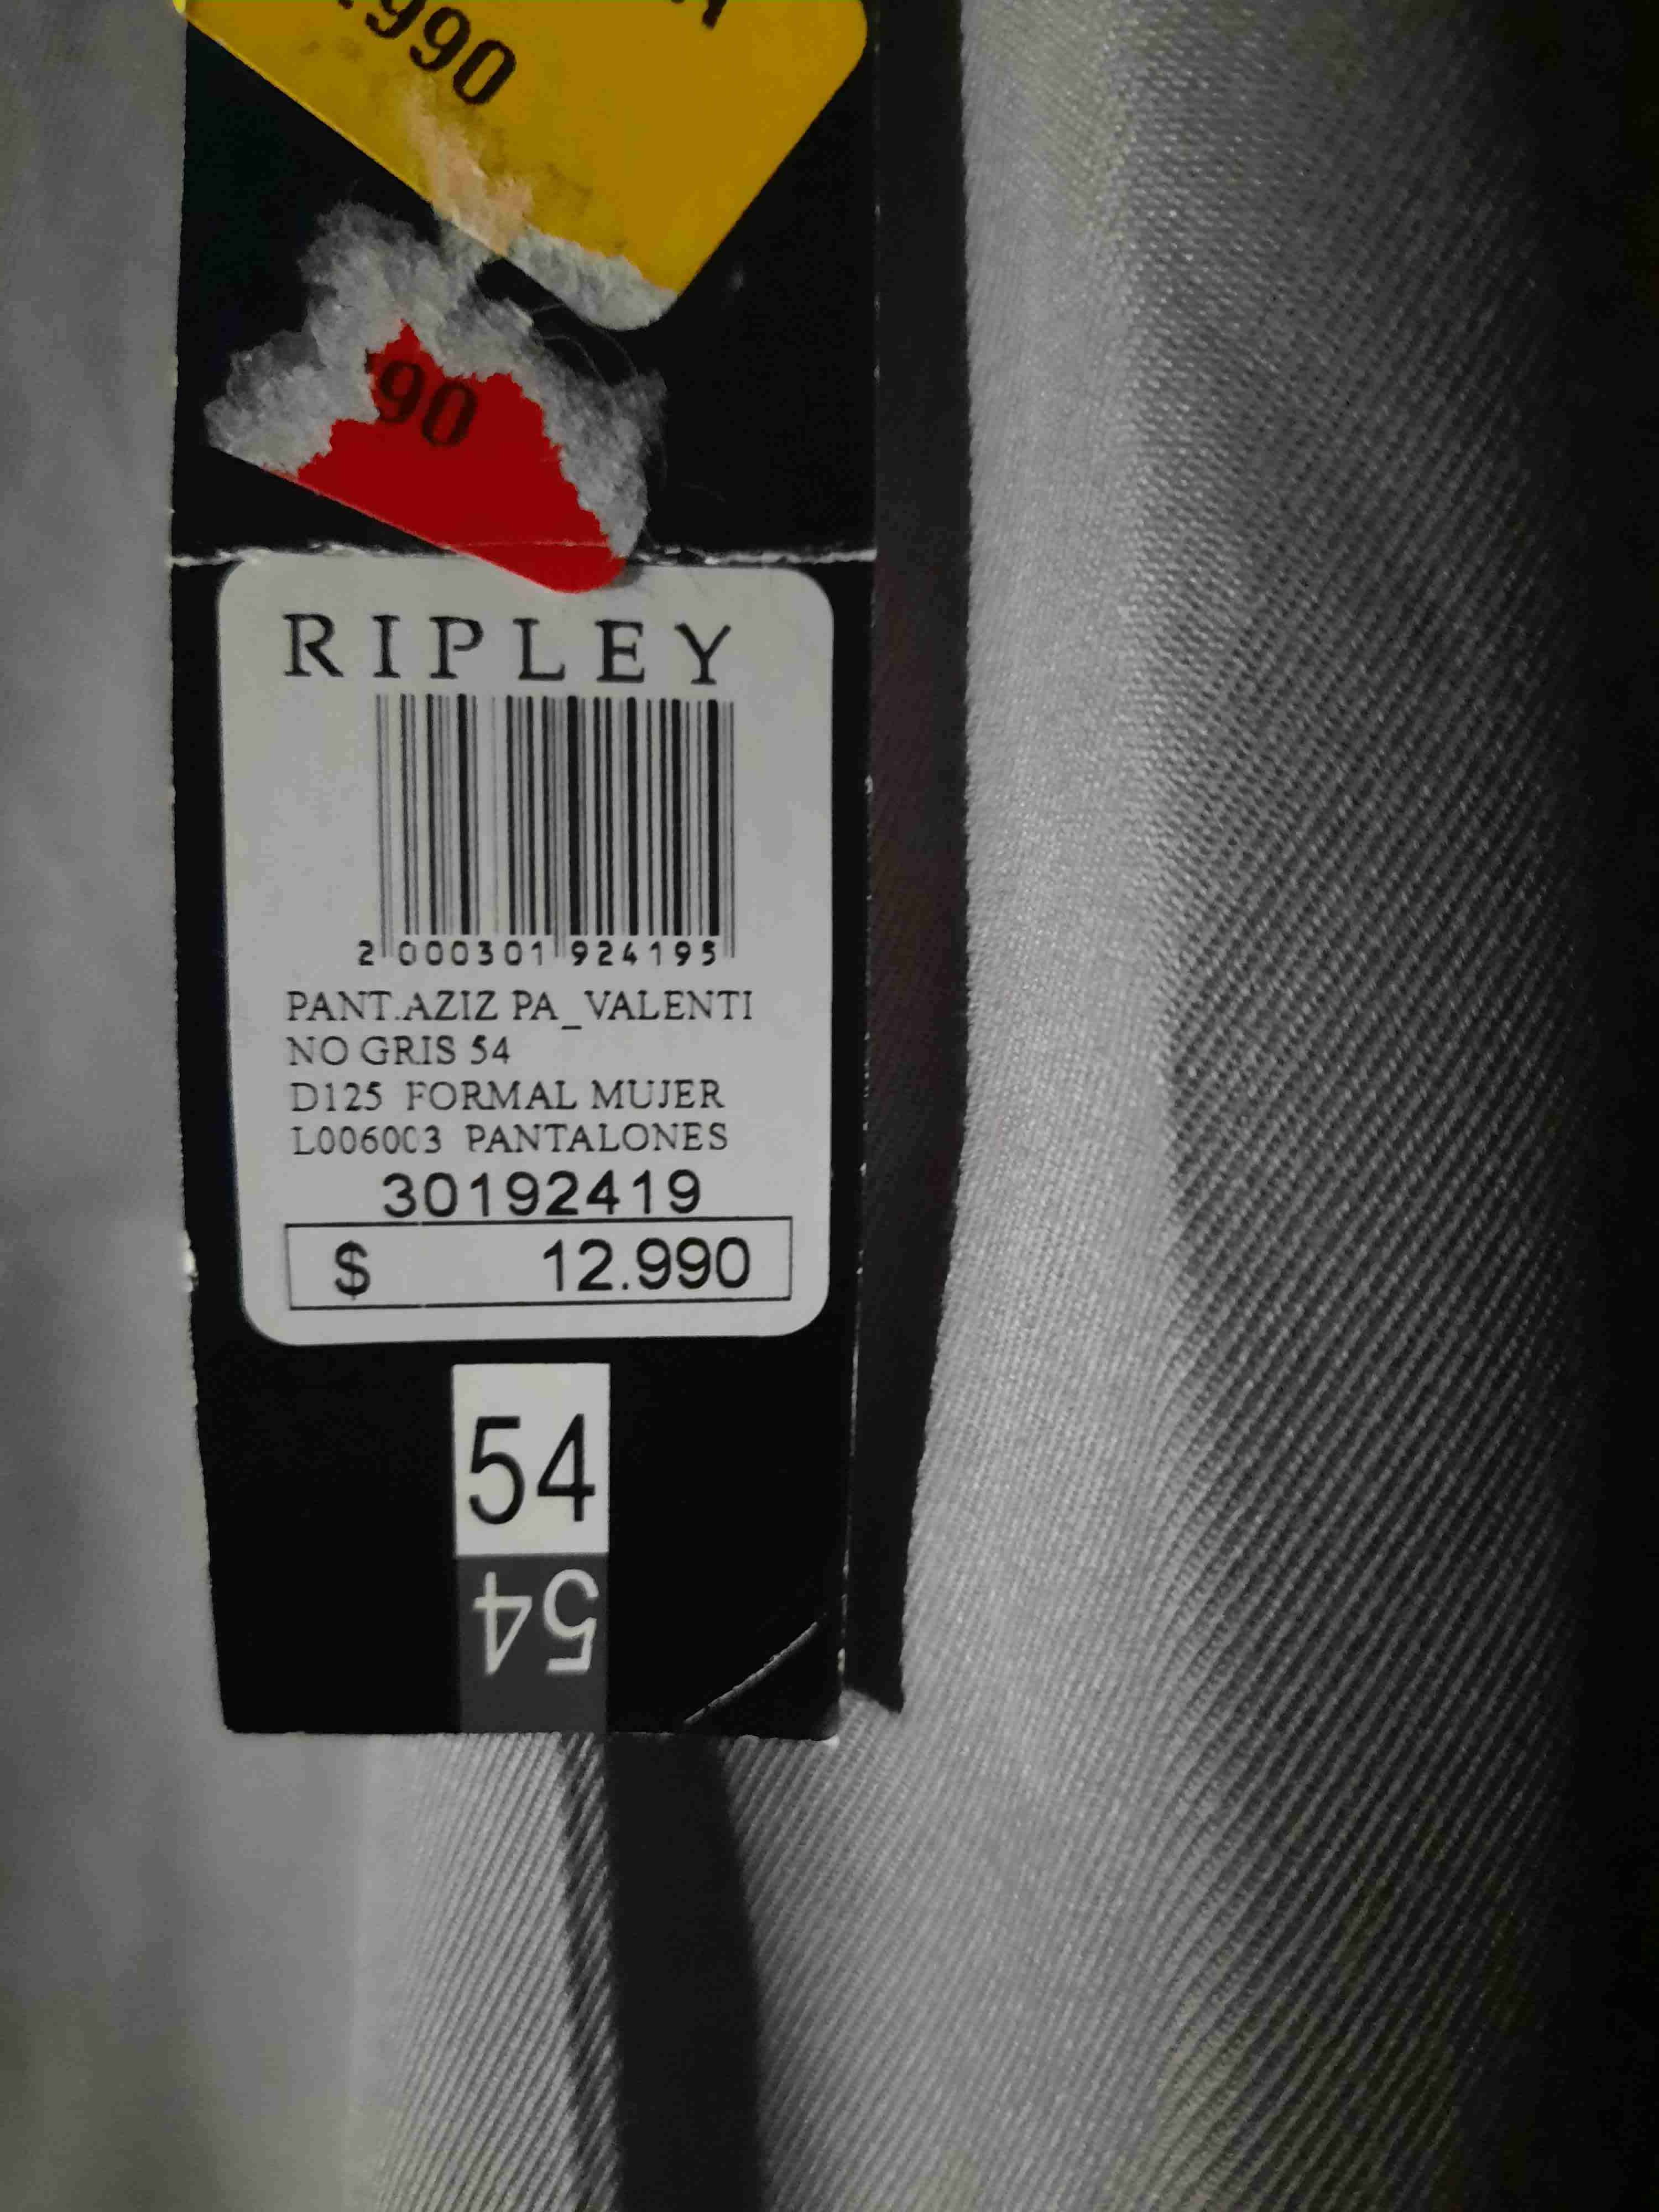 .990
90
RIPLEY
2 000301 924195
PANT.AZIZ PA_VALENTI
NO GRIS 54
D125 FORMAL MUJER
L006003 PANTALONES
30192419
$ 12.990
54
54